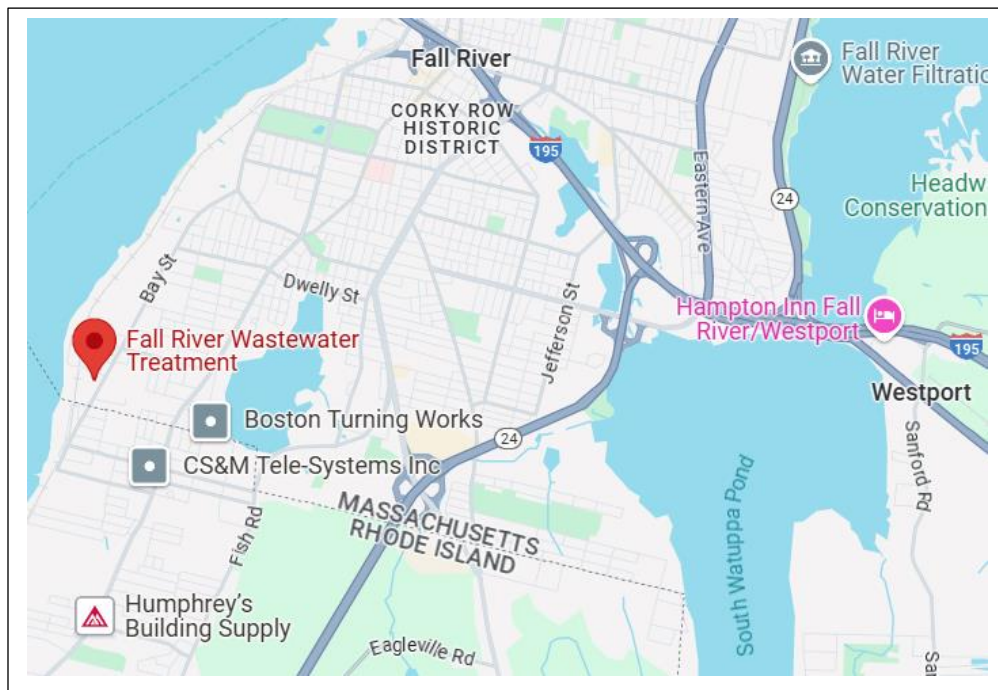 Fall River
Fall River
Water Filtratio
CORKY ROW
HISTORIC
DISTRICT
195
Eastern Ave
24
Headw
Conservation
Bay St
Dwelly St
Jefferson St
Hampton Inn Fall
River/Westport
Fall River Wastewater
Treatment
195
Westport
Boston Turning Works
24
CS&M Tele-Systems Inc
Sanford Rd
MASSACHUSETTS
RHODE ISLAND
Fish Rd
South Watuppa Pond
Humphrey's
Building Supply
Eagleville Rd
Sa